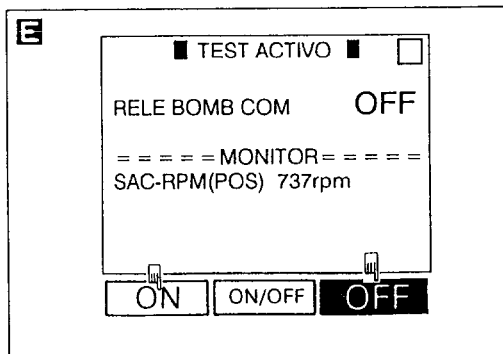 E
TEST ACTIVO
RELE BOMB COM OFF
= = = = = MONITOR = = = = =
SAC-RPM(POS) 737rpm
ON ON/OFF OFF